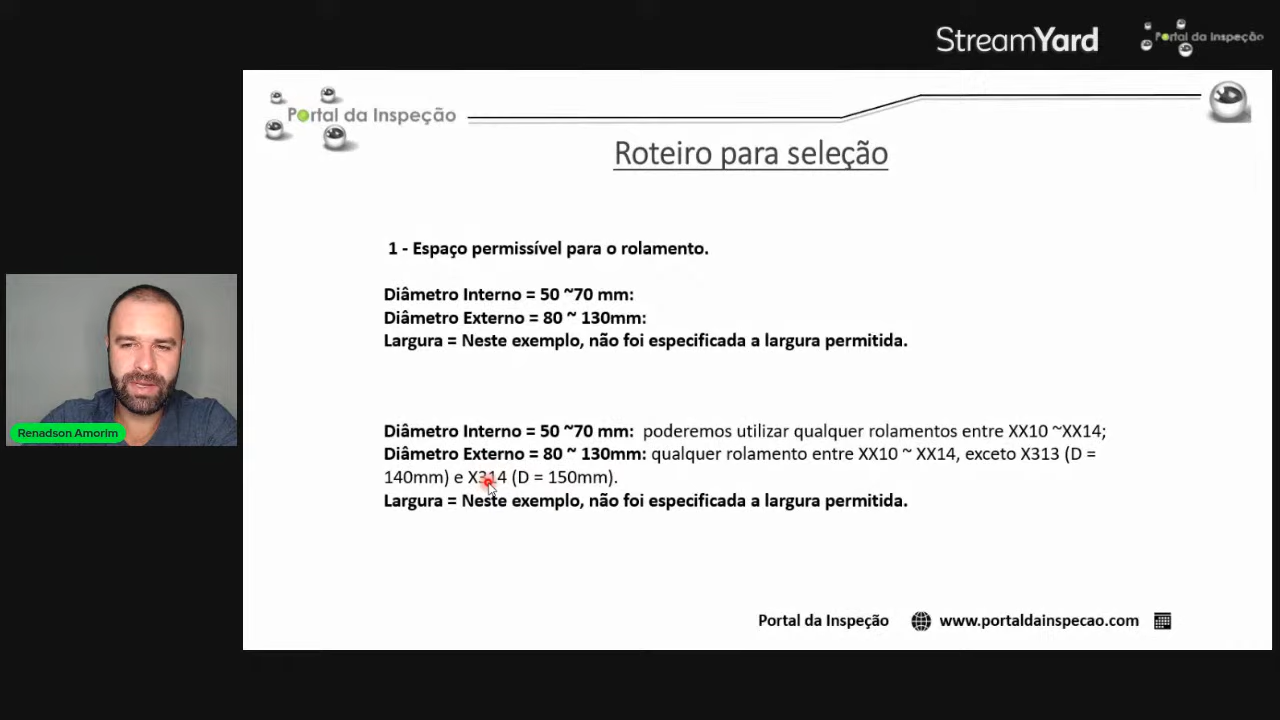 StreamYard
Portal da Inspeção
Portal da Inspeção
Roteiro para seleção
1 - Espaço permissível para o rolamento.
Diâmetro Interno = 50 ~70 mm:
Diâmetro Externo = 80 ~ 130mm:
Largura = Neste exemplo, não foi especificada a largura permitida.
Diâmetro Interno = 50 ~70 mm: poderemos utilizar qualquer rolamentos entre XX10 ~XX14;
Diâmetro Externo = 80 ~ 130mm: qualquer rolamento entre XX10 ~ XX14, exceto X313 (D =
140mm) e X314 (D = 150mm).
Largura = Neste exemplo, não foi especificada a largura permitida.
Renadson Amorim
Portal da Inspeção www.portaldainspecao.com